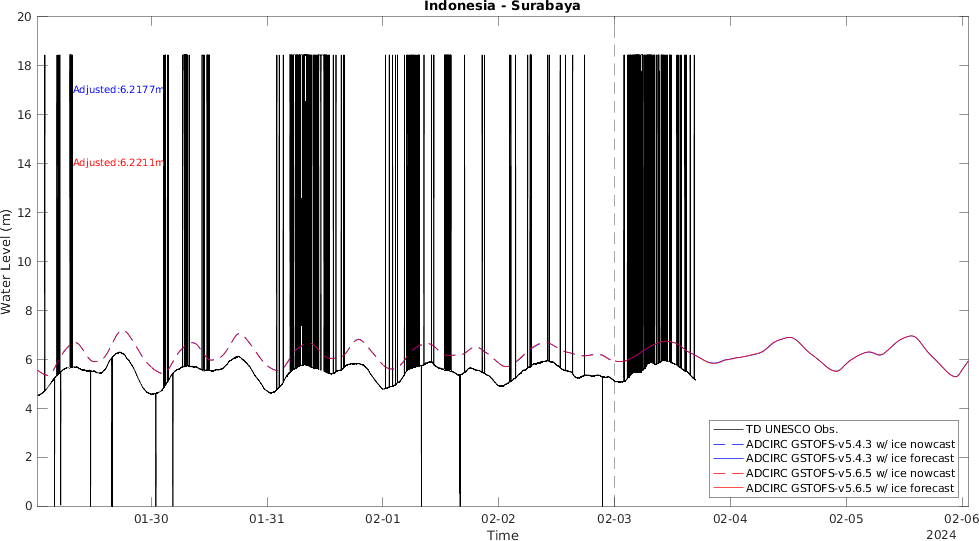 Indonesia - Surabaya
20
18
16
14
12
10
8
6
4
2
0
Water Level (m)
Adjusted:6.2177m
Adjusted:6.2211m
TD UNESCO Obs.
ADCIRC GSTOFS-v5.4.3 w/ ice nowcast
ADCIRC GSTOFS-v5.4.3 w/ ice forecast
ADCIRC GSTOFS-v5.6.5 w/ ice nowcast
ADCIRC GSTOFS-v5.6.5 w/ ice forecast
01-30 01-31 02-01 02-02 02-03 02-04 02-05 02-06
Time
2024